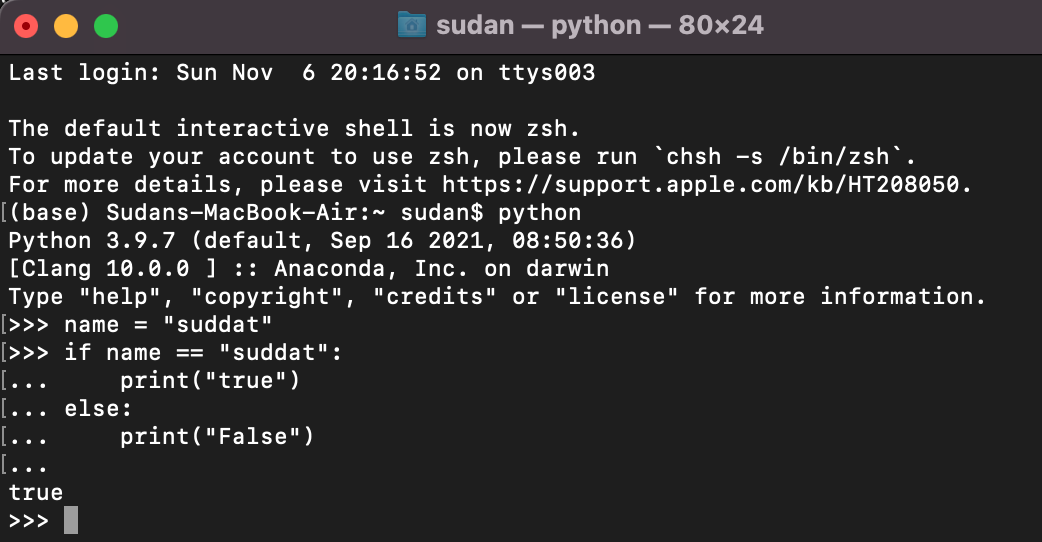 sudan — python — 80×24
Last login: Sun Nov  6 20:16:52 on ttys003
The default interactive shell is now zsh.
To update your account to use zsh, please run `chsh -s /bin/zsh`.
For more details, please visit https://support.apple.com/kb/HT208050.
[(base) Sudans-MacBook-Air:~ sudan$ python
Python 3.9.7 (default, Sep 16 2021, 08:50:36)
[Clang 10.0.0 ] :: Anaconda, Inc. on darwin
Type "help", "copyright", "credits" or "license" for more information.
[>>> name = "suddat"
[>>> if name == "suddat":
[...     print("true")
[... else:
[...     print("False")
[...
true
>>>